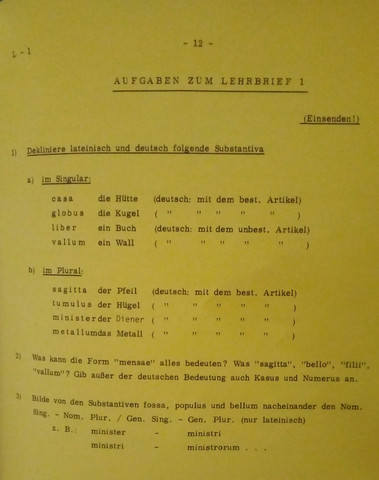 L - 1
- 12 -
AUFGABEN ZUM LEHRBRIEF 1
(Einsenden!)
1) Dekliniere lateinisch und deutsch folgende Substantiva
a) im Singular:
casa die Hütte (deutsch: mit dem best. Artikel)
globus die Kugel ( " " " " " )
liber ein Buch (deutsch: mit dem unbest. Artikel)
vallum ein Wall ( " " " " " )
b) im Plural:
sagitta der Pfeil (deutsch: mit dem best. Artikel)
tumulus der Hügel ( " " " " " )
minister der Diener ( " " " " " )
metallum das Metall ( " " " " " )
2) Was kann die Form "mensae" alles bedeuten? Was "sagitta", "bello", "filii",
"vallum"? Gib außer der deutschen Bedeutung auch Kasus und Numerus an.
3) Bilde von den Substantiven fossa, populus und bellum nacheinander den Nom.
Sing. - Nom. Plur. / Gen. Sing. - Gen. Plur. (nur lateinisch)
z. B.: minister - ministri
ministri - ministrorum . . .